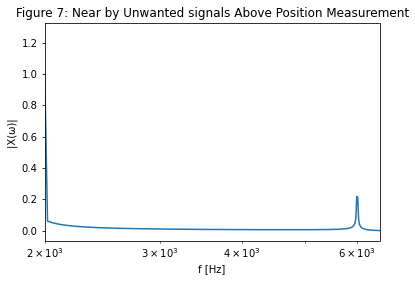 Figure 7: Near by Unwanted signals Above Position Measurement
1.2
1.0
0.8
0.6
0.4
0.2
0.0
|X(ω)|
2 × 10³
3 × 10³
4 × 10³
6 × 10³
f [Hz]